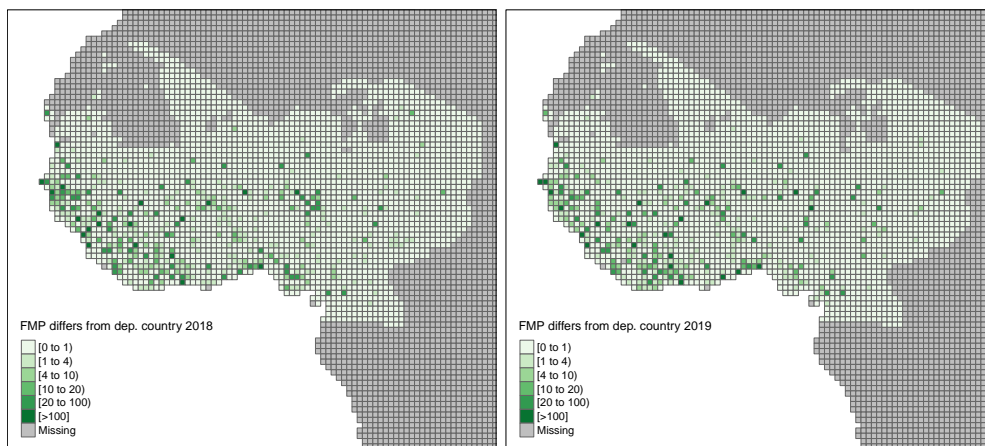 FMP differs from dep. country 2018
[0 to 1)
[1 to 4)
[4 to 10)
[10 to 20)
[20 to 100)
[>100]
Missing
FMP differs from dep. country 2019
[0 to 1)
[1 to 4)
[4 to 10)
[10 to 20)
[20 to 100)
[>100]
Missing